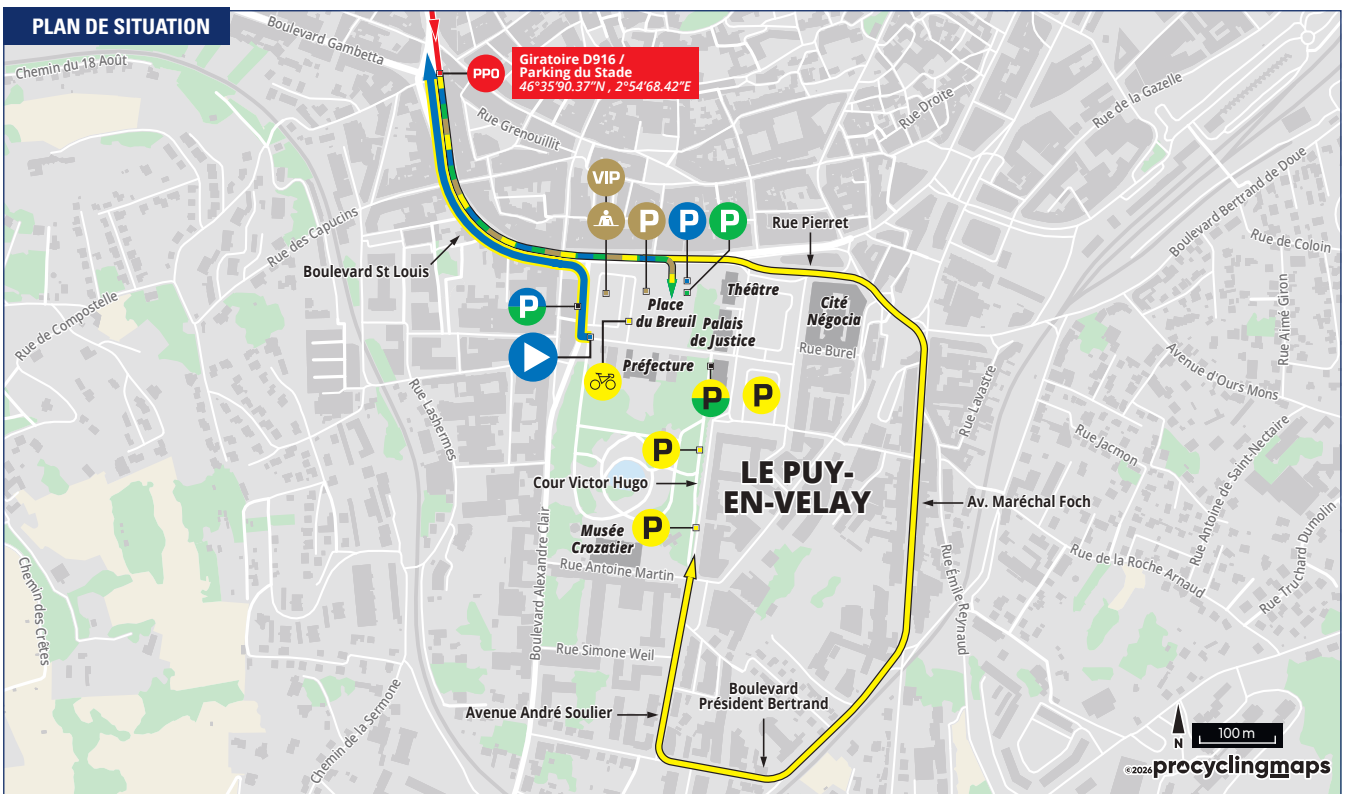 PLAN DE SITUATION
Boulevard Gambetta
Chemin du 18 Août
PPO
Giratoire D916 /
Parking du Stade
46°35'90.37”N , 2°54’68.42”E
Rue Grenouillit
Rue Droite
Rue de la Gazelle
Boulevard Bertrand de Doue
Rue de Coloin
Rue Aimé Giron
Rue des Capucins
VIP
P
P
P
Rue Pierret
Boulevard St Louis
Rue de Compostelle
P
Place
du Breuil
Théâtre
Palais
de Justice
Cité
Négocia
Rue Burel
Préfecture
P
P
Avenue d'Ours Mons
Rue Lavastre
Rue Lashermes
Rue Jacmon
Rue Antoine de Saint-Nectaire
P
LE PUY-
EN-VELAY
Cour Victor Hugo
Av. Maréchal Foch
Musée
Crozatier
P
Rue Antoine Martin
Boulevard Alexandre Clair
Rue Émile Reynaud
Rue de la Roche Arnaud
Rue Truchard Dumolin
Chemin des Crêtes
Rue Simone Weil
Chemin de la Sermone
Avenue André Soulier
Boulevard
Président Bertrand
N
100 m
©2026 procyclingmaps